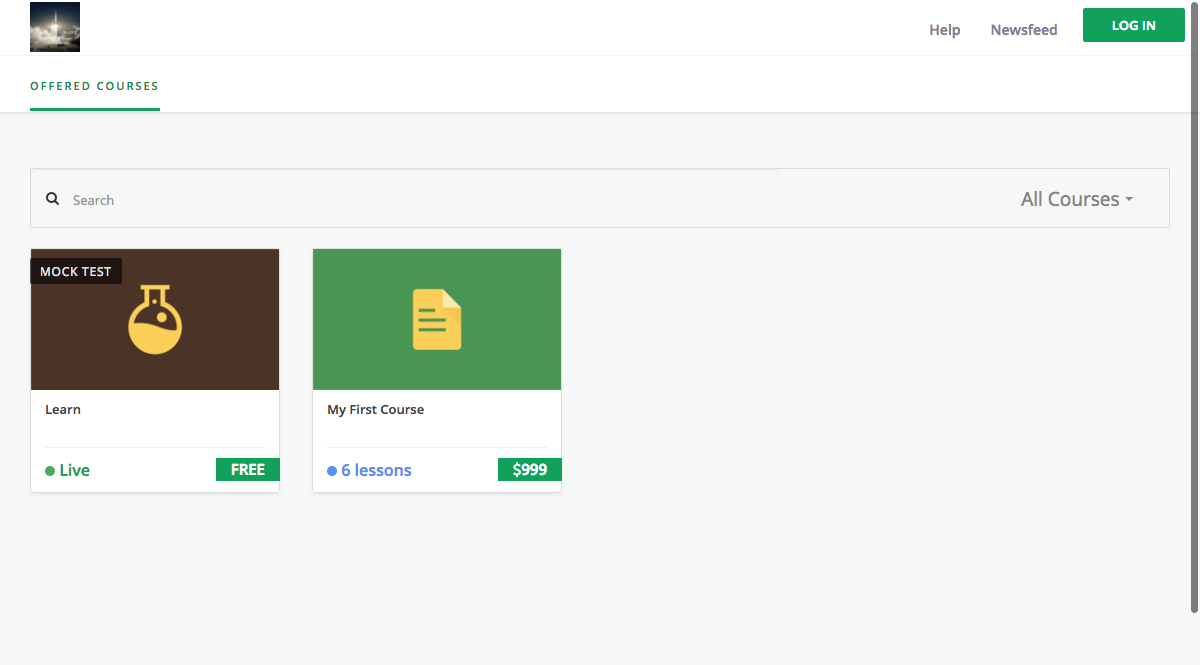 Help Newsfeed LOG IN
OFFERED COURSES
Search All Courses
MOCK TEST
Learn
Live FREE
My First Course
6 lessons $999